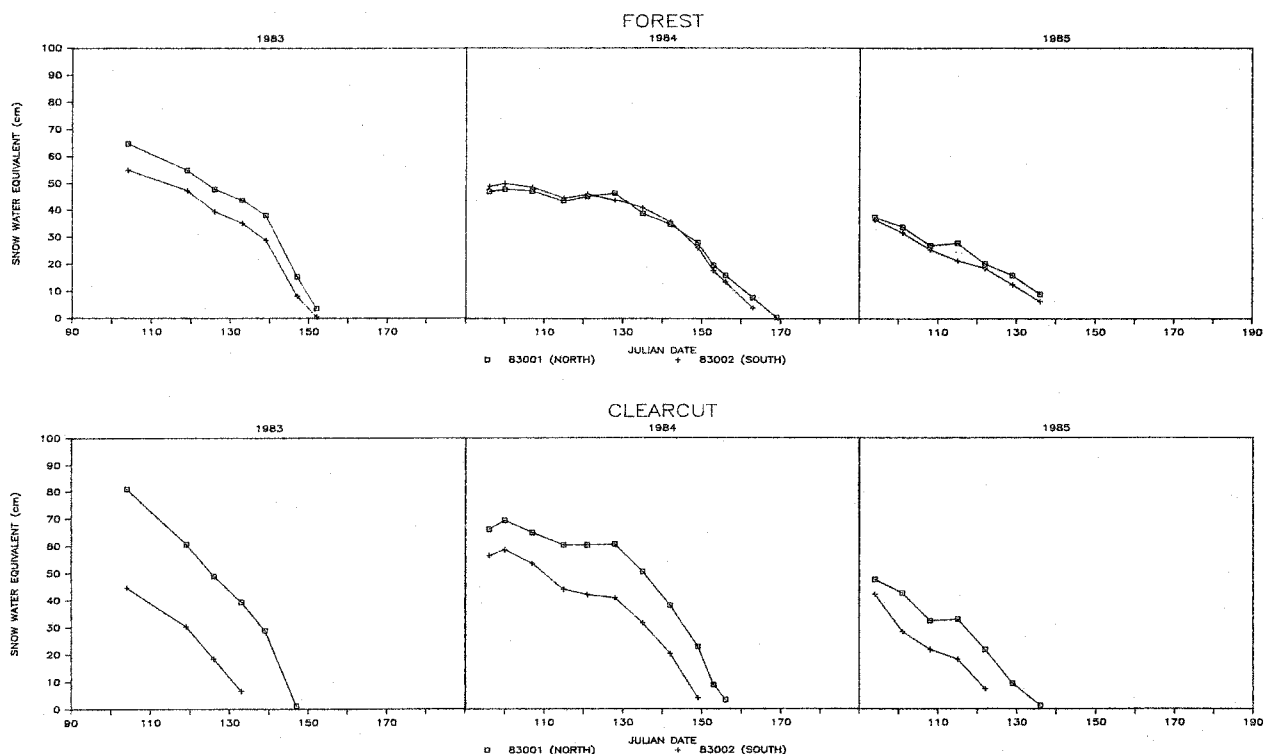 FOREST
1983 1984 1985
SNOW WATER EQUIVALENT (cm)
100
90
80
70
60
50
40
30
20
10
0
90 110 130 150 170 110 130 150 170 110 130 150 170 190
JULIAN DATE
83001 (NORTH) + 83002 (SOUTH)
CLEARCUT
1983 1984 1985
SNOW WATER EQUIVALENT (cm)
100
90
80
70
60
50
40
30
20
10
0
90 110 130 150 170 110 130 150 170 110 130 150 170 190
JULIAN DATE
83001 (NORTH) + 83002 (SOUTH)